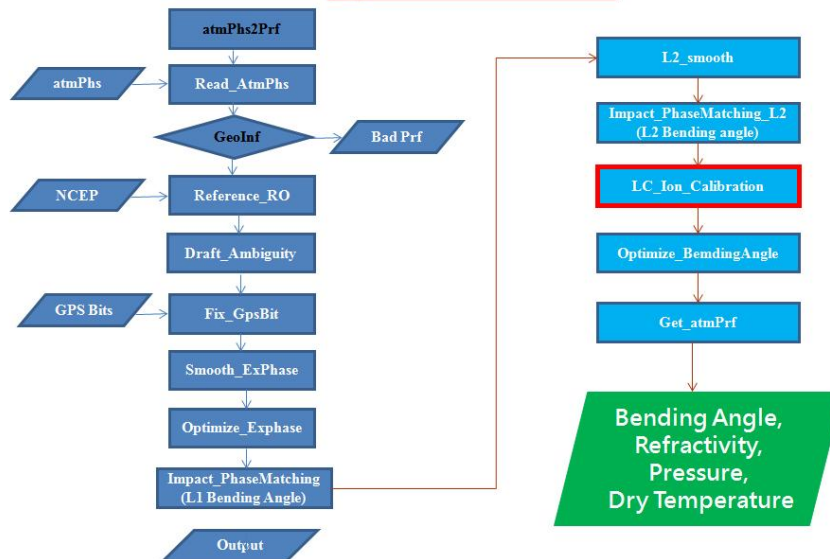 atmPhs2Prf
atmPhs
Read_AtmPhs
GeoInf
Bad Prf
NCEP
Reference_RO
Draft_Ambiguity
GPS Bits
Fix_GpsBit
Smooth_ExPhase
Optimize_Exphase
Impact_PhaseMatching
(L1 Bending Angle)
Output
L2_smooth
Impact_PhaseMatching_L2
(L2 Bending angle)
LC_Ion_Calibration
Optimize_BemdingAngle
Get_atmPrf
Bending Angle,
Refractivity,
Pressure,
Dry Temperature